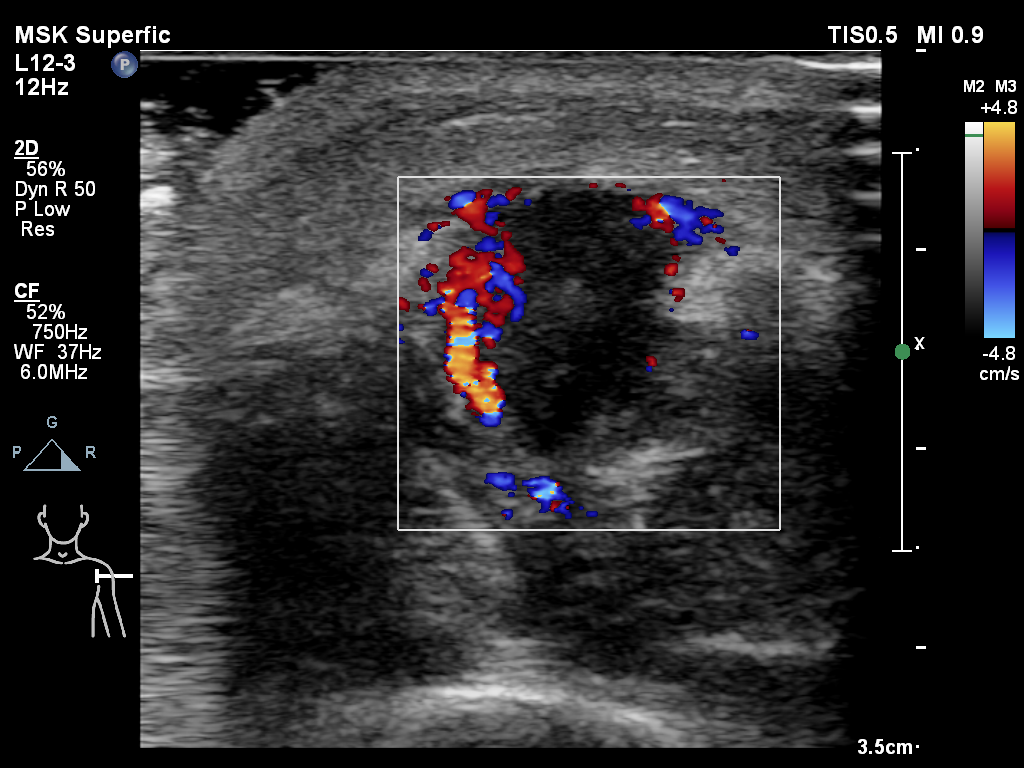 MSK Superfic
TIS0.5 MI 0.9
L12-3
P
12Hz
M2 M3
+4.8
2D
56%
Dyn R 50
P Low
Res
CF
52%
750Hz
WF 37Hz
6.0MHz
x
-4.8
cm/s
G
P R
3.5cm